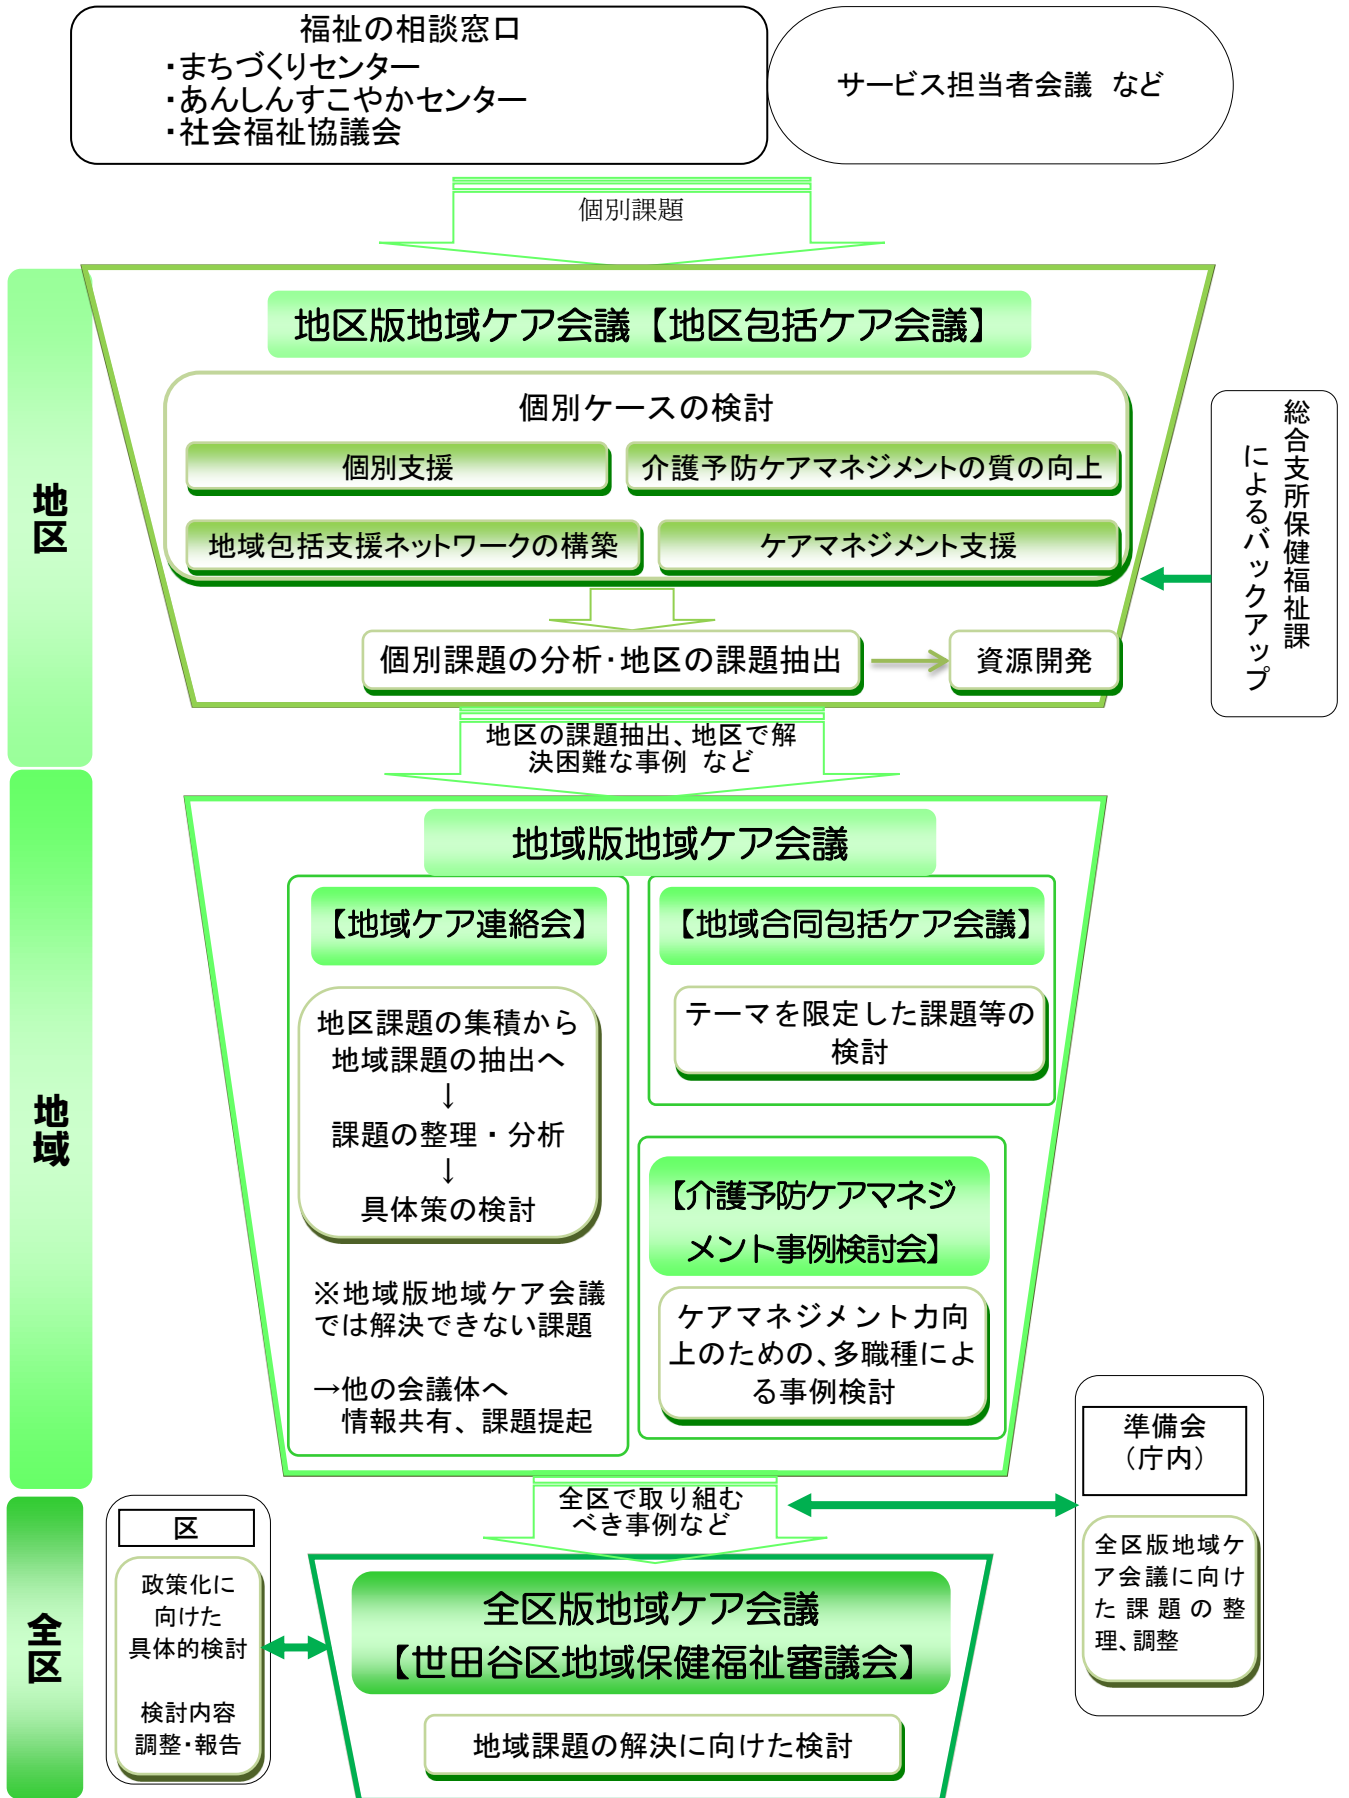 福祉の相談窓口
・まちづくりセンター
・あんしんすこやかセンター
・社会福祉協議会
サービス担当者会議 など
個別課題
地区
地区版地域ケア会議【地区包括ケア会議】
個別ケースの検討
個別支援
介護予防ケアマネジメントの質の向上
地域包括支援ネットワークの構築
ケアマネジメント支援
個別課題の分析・地区の課題抽出
資源開発
総合支所保健福祉課
によるバックアップ
地区の課題抽出、地区で解
決困難な事例 など
地域
地域版地域ケア会議
【地域ケア連絡会】
地区課題の集積から
地域課題の抽出へ
↓
課題の整理・分析
↓
具体策の検討
※地域版地域ケア会議
では解決できない課題
→他の会議体へ
情報共有、課題提起
【地域合同包括ケア会議】
テーマを限定した課題等の
検討
【介護予防ケアマネジ
メント事例検討会】
ケアマネジメント力向
上のための、多職種によ
る事例検討
準備会
（庁内）
全区版地域ケ
ア会議に向け
た課題の整
理、調整
全区で取り組む
べき事例など
全区
区
政策化に
向けた
具体的検討
検討内容
調整・報告
全区版地域ケア会議
【世田谷区地域保健福祉審議会】
地域課題の解決に向けた検討